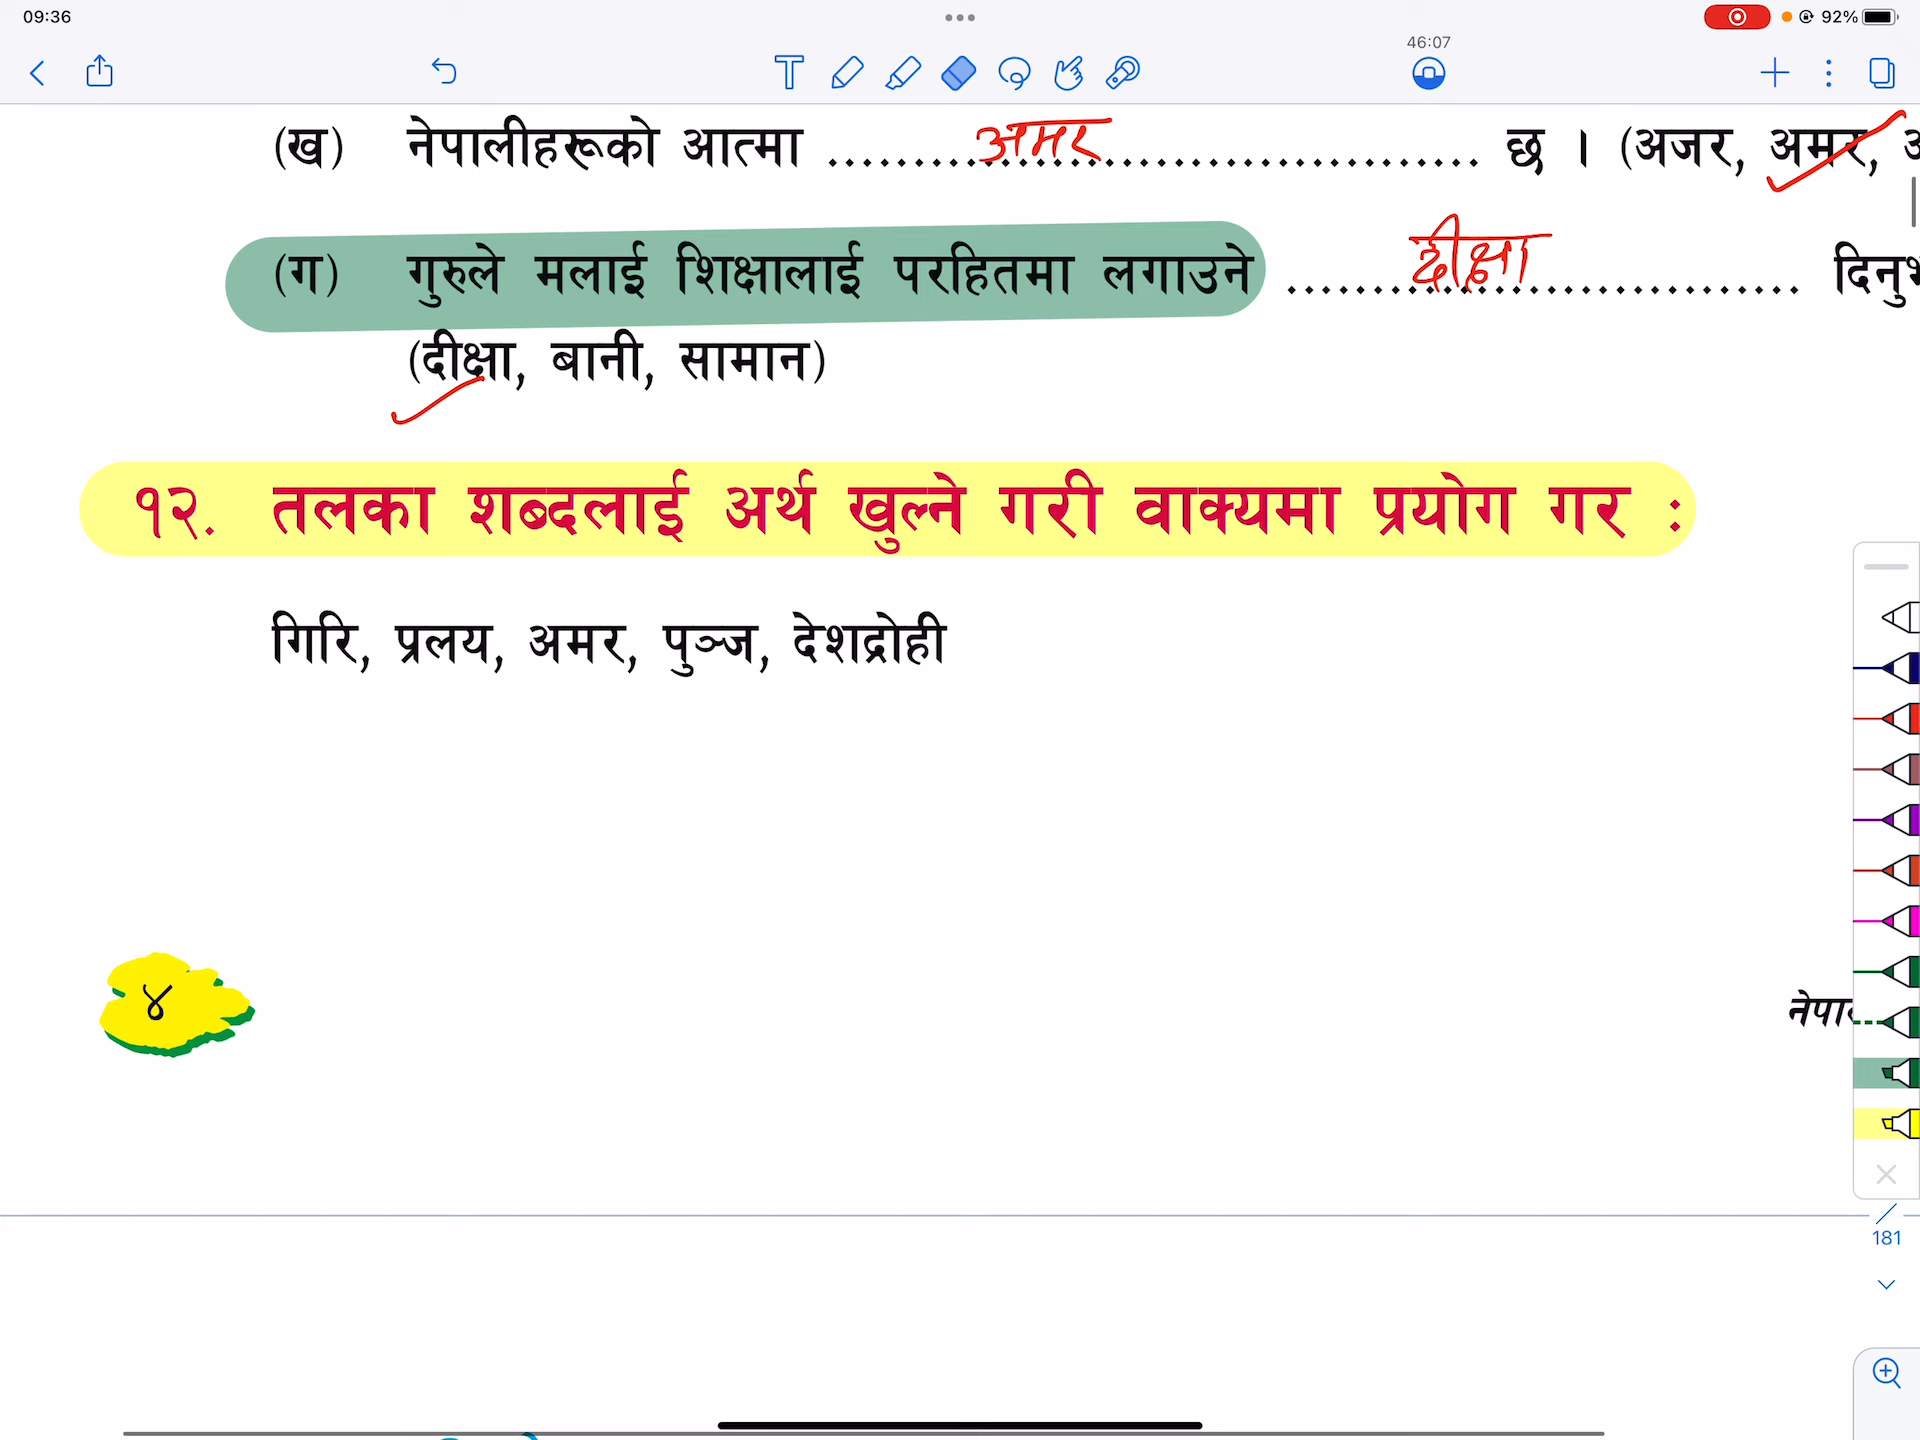 09:36
92%
46:07
(ख) नेपालीहरूको आत्मा .......अमर....... छ । (अजर, अमर,
(ग) गुरुले मलाई शिक्षालाई परहितमा लगाउने .......दीक्षा.......
(दीक्षा, बानी, सामान)
१२. तलका शब्दलाई अर्थ खुल्ने गरी वाक्यमा प्रयोग गर :
गिरि, प्रलय, अमर, पुञ्ज, देशद्रोही
४
181